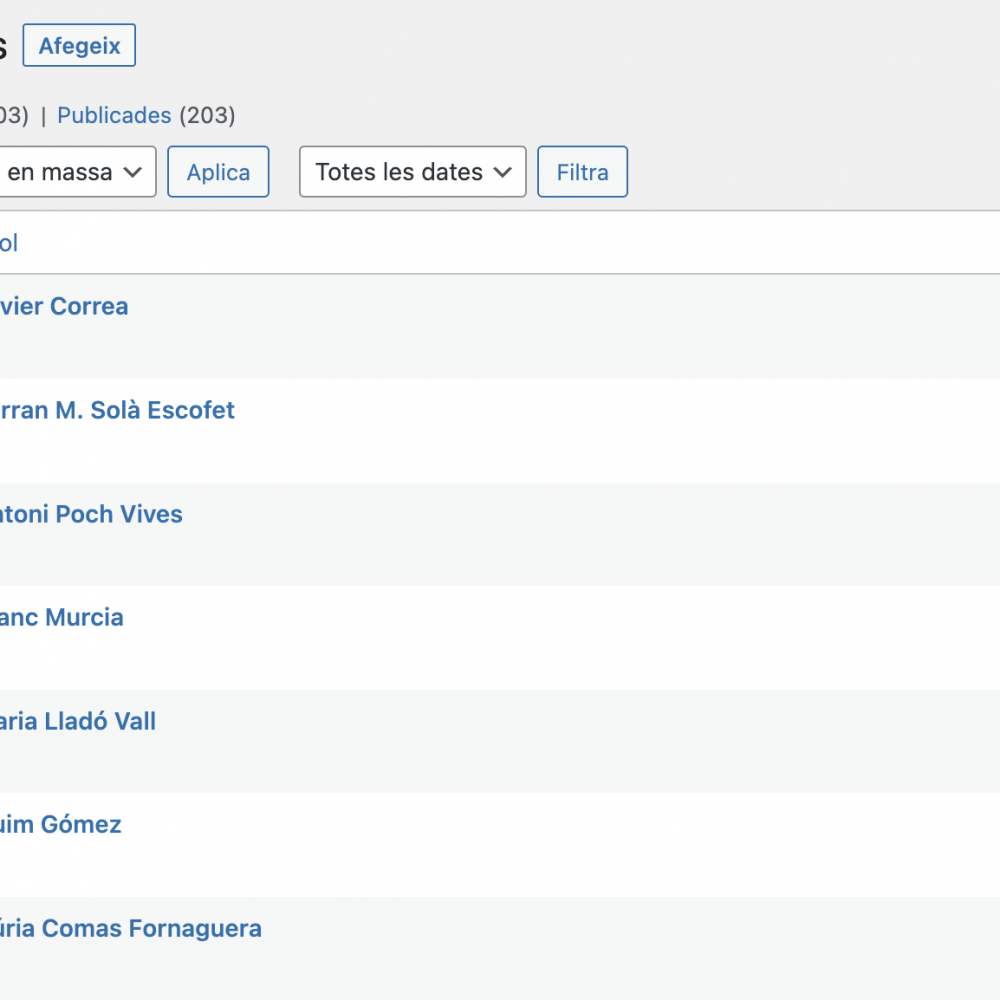 s Afegeix
03) | Publicades (203)
en massa Aplica Totes les dates Filtra
ol
vier Correa
rran M. Solà Escofet
ntoni Poch Vives
anc Murcia
aria Lladó Vall
uim Gómez
úria Comas Fornaguera